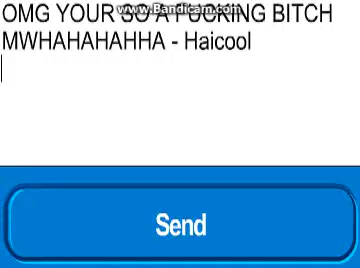 OMG YOUR SO A FUCKING BITCH
www.Bandicam.com
MWHAHAHAHHA - Haicool
Send